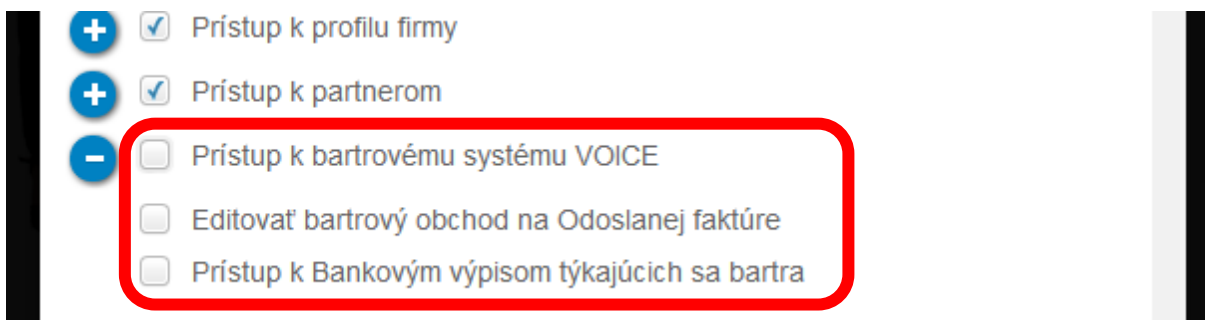 Prístup k profilu firmy
Prístup k partnerom
Prístup k bartrovému systému VOICE
Editovať bartrový obchod na Odoslanej faktúre
Prístup k Bankovým výpisom týkajúcich sa bartra